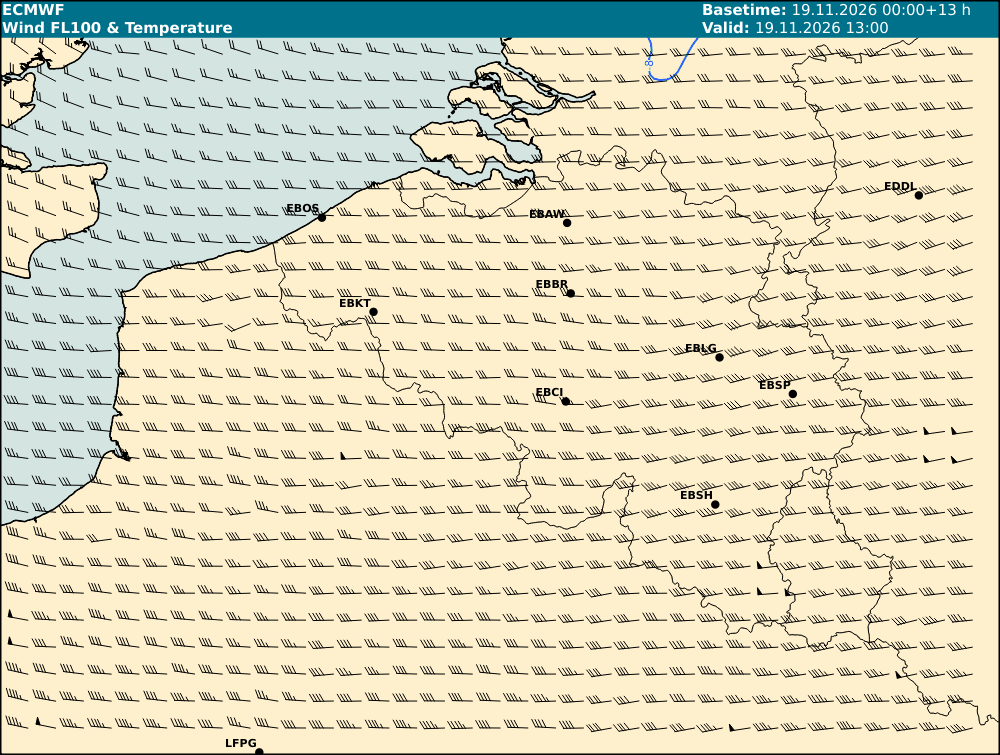 ECMWF
Wind FL100 & Temperature
Basetime: 19.11.2026 00:00+13 h
Valid: 19.11.2026 13:00
-8
EDDL
EBOS
EBAW
EBBR
EBKT
EBLG
EBSP
EBCI
EBSH
LFPG